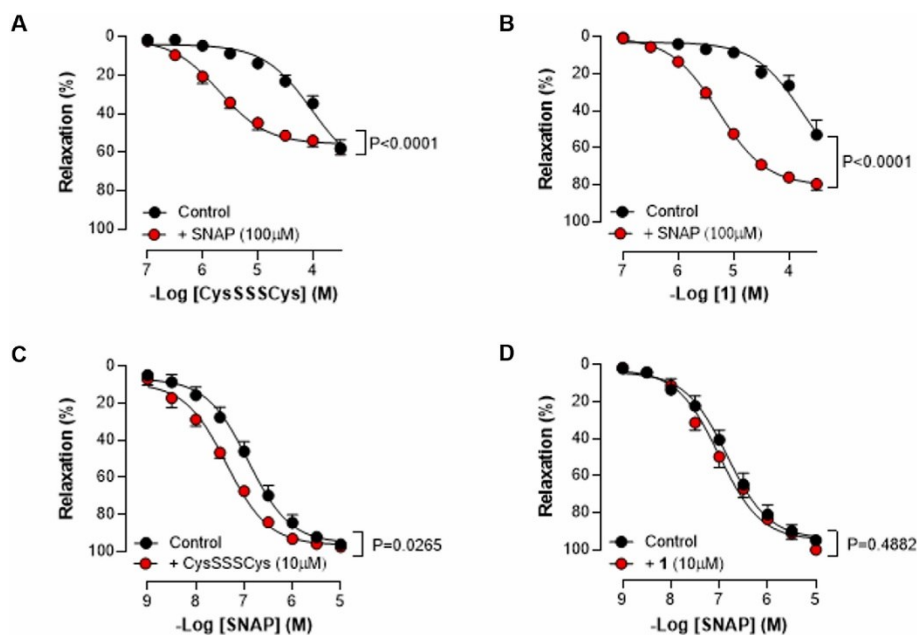 A
0
20
40
60
80
100
Relaxation (%)
P<0.0001
Control
+ SNAP (100μM)
7 6 5 4
-Log [CysSSSCys] (M)
B
0
20
40
60
80
100
Relaxation (%)
P<0.0001
Control
+ SNAP (100μM)
7 6 5 4
-Log [1] (M)
C
0
20
40
60
80
100
Relaxation (%)
P=0.0265
Control
+ CysSSSCys (10μM)
9 8 7 6 5
-Log [SNAP] (M)
D
0
20
40
60
80
100
Relaxation (%)
P=0.4882
Control
+ 1 (10μM)
9 8 7 6 5
-Log [SNAP] (M)